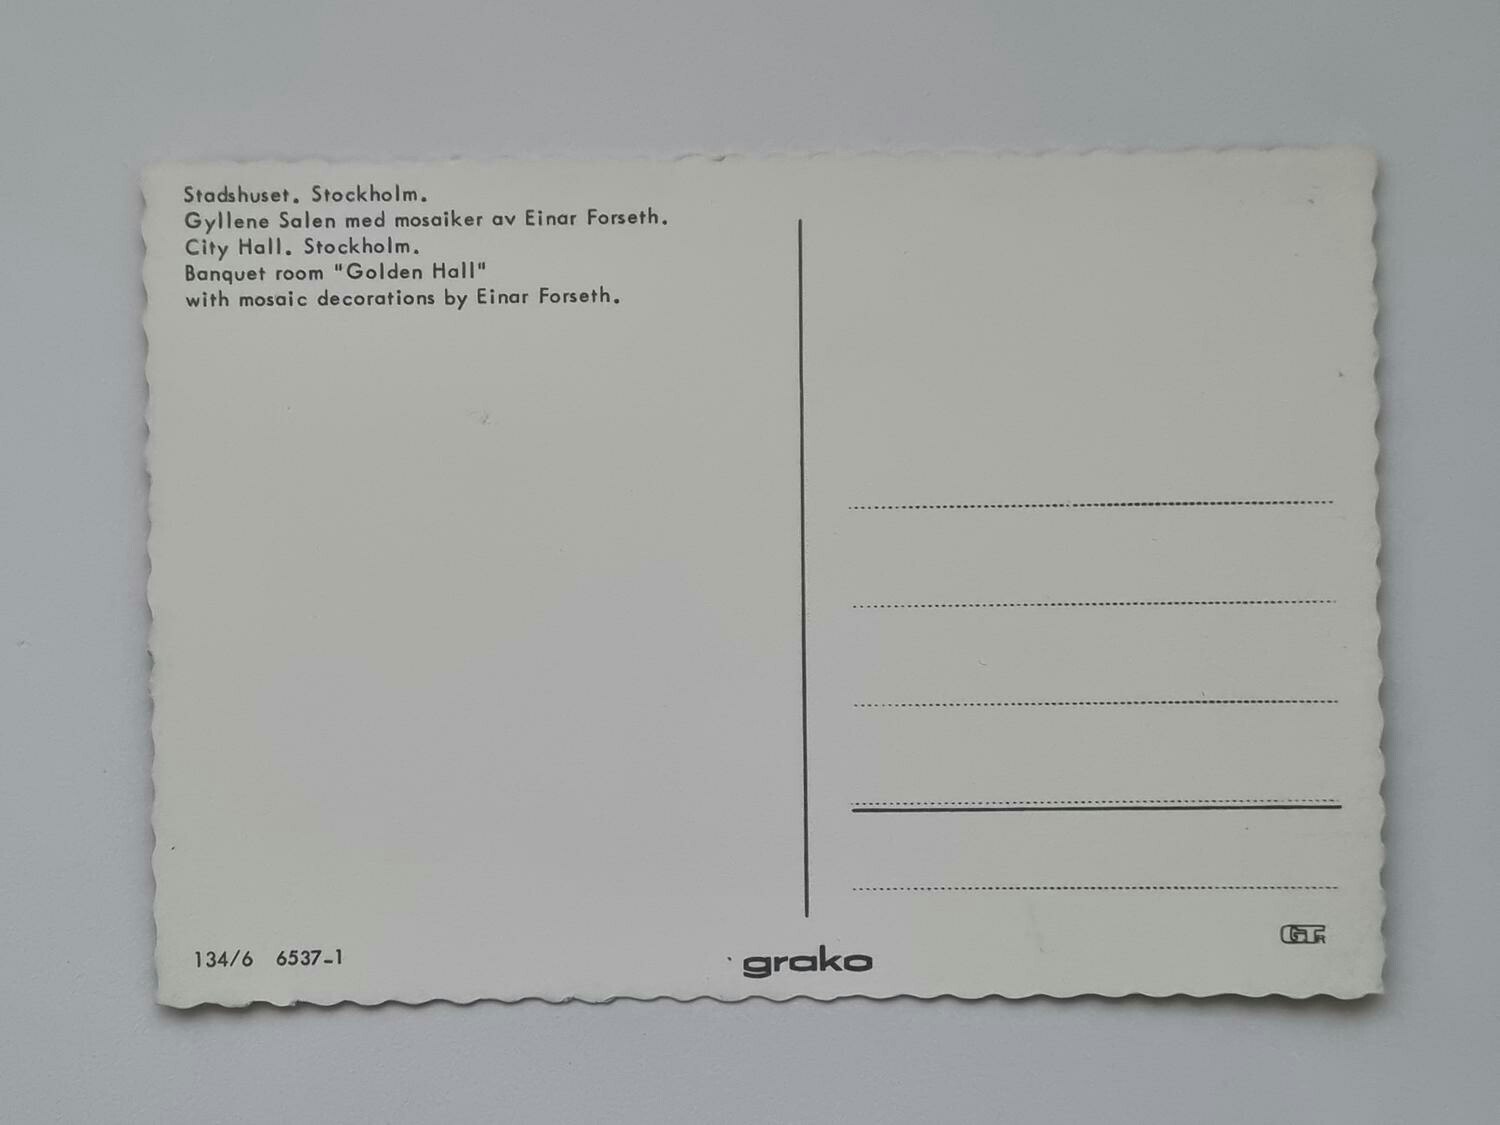 Stadshuset. Stockholm.
Gyllene Salen med mosaiker av Einar Forseth.
City Hall. Stockholm.
Banquet room "Golden Hall"
with mosaic decorations by Einar Forseth.
134/6 6537-1
grako